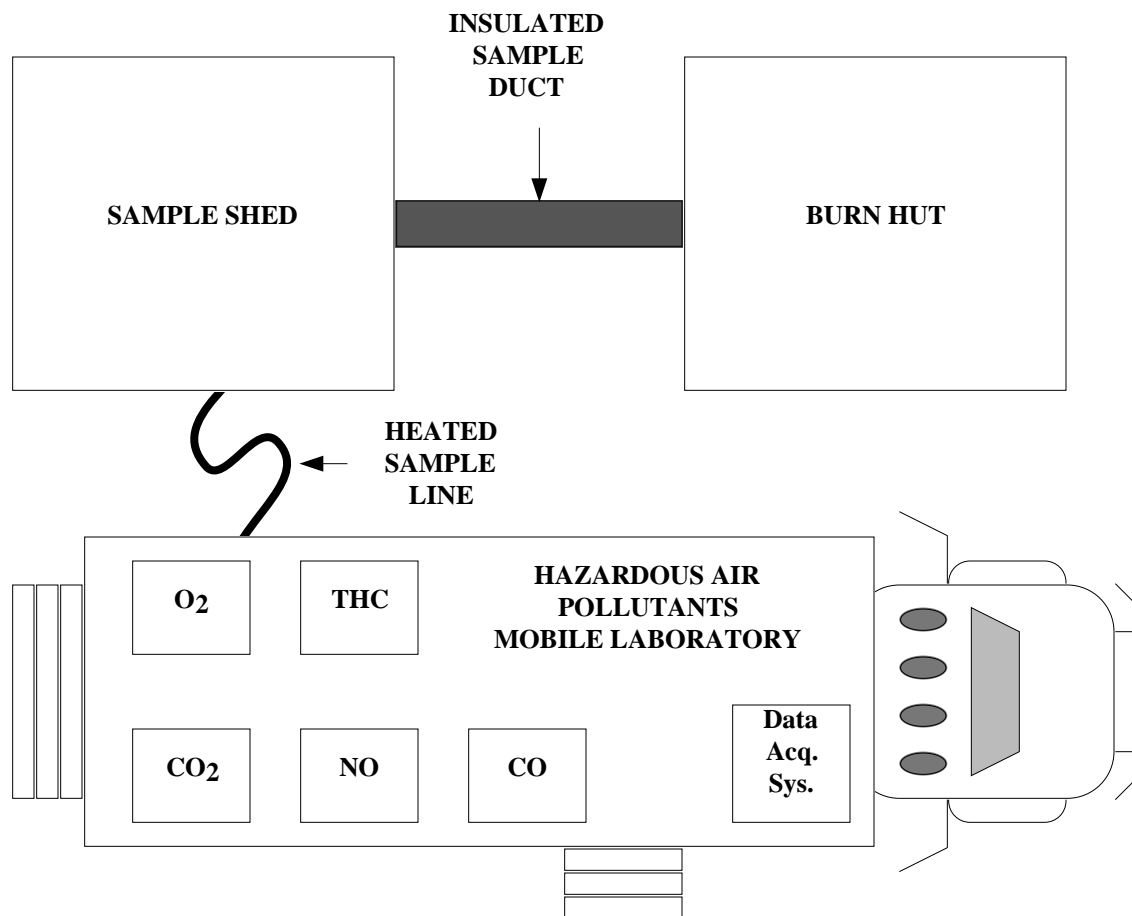 INSULATED
SAMPLE
DUCT
SAMPLE SHED
BURN HUT
HEATED
SAMPLE
LINE
HAZARDOUS AIR
POLLUTANTS
MOBILE LABORATORY
O2
THC
CO2
NO
CO
Data
Acq.
Sys.